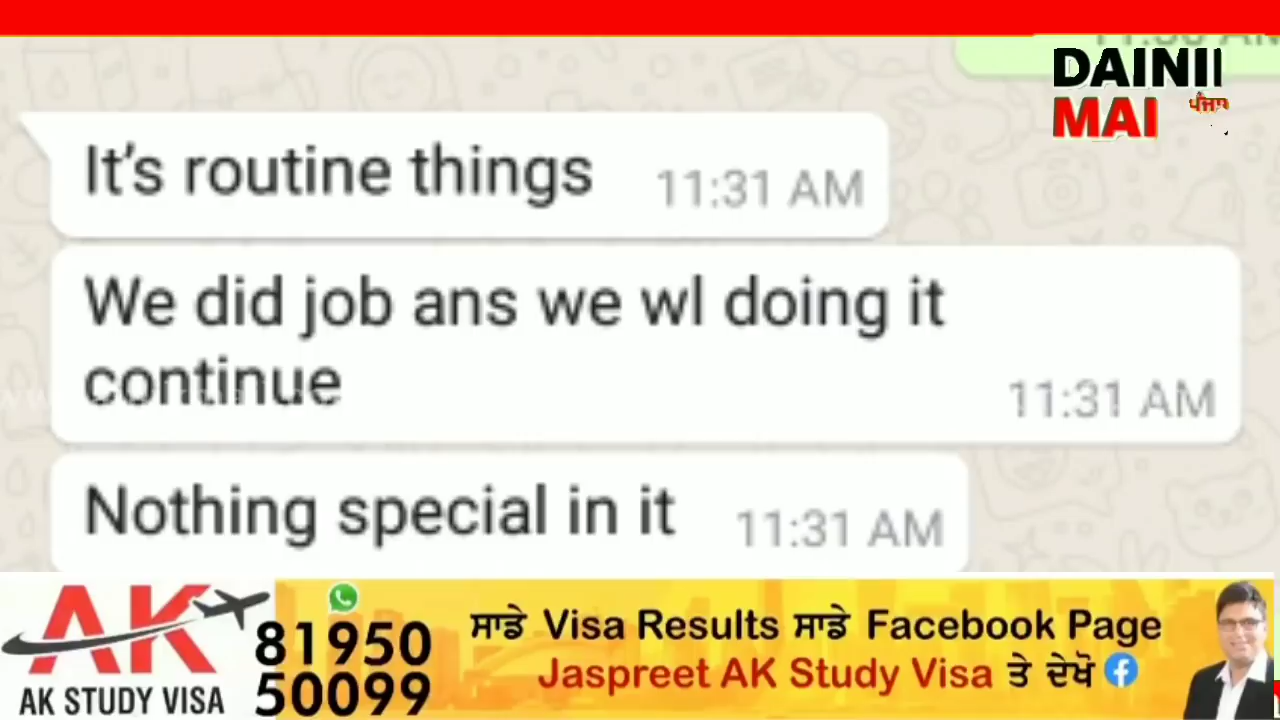 DAINIK
MAI ਪੰਜਾਬ
It's routine things 11:31 AM
We did job ans we wl doing it
continue 11:31 AM
Nothing special in it 11:31 AM
AK
AK STUDY VISA
81950
50099
ਸਾਡੇ Visa Results ਸਾਡੇ Facebook Page
Jaspreet AK Study Visa ਤੇ ਦੇਖੋ